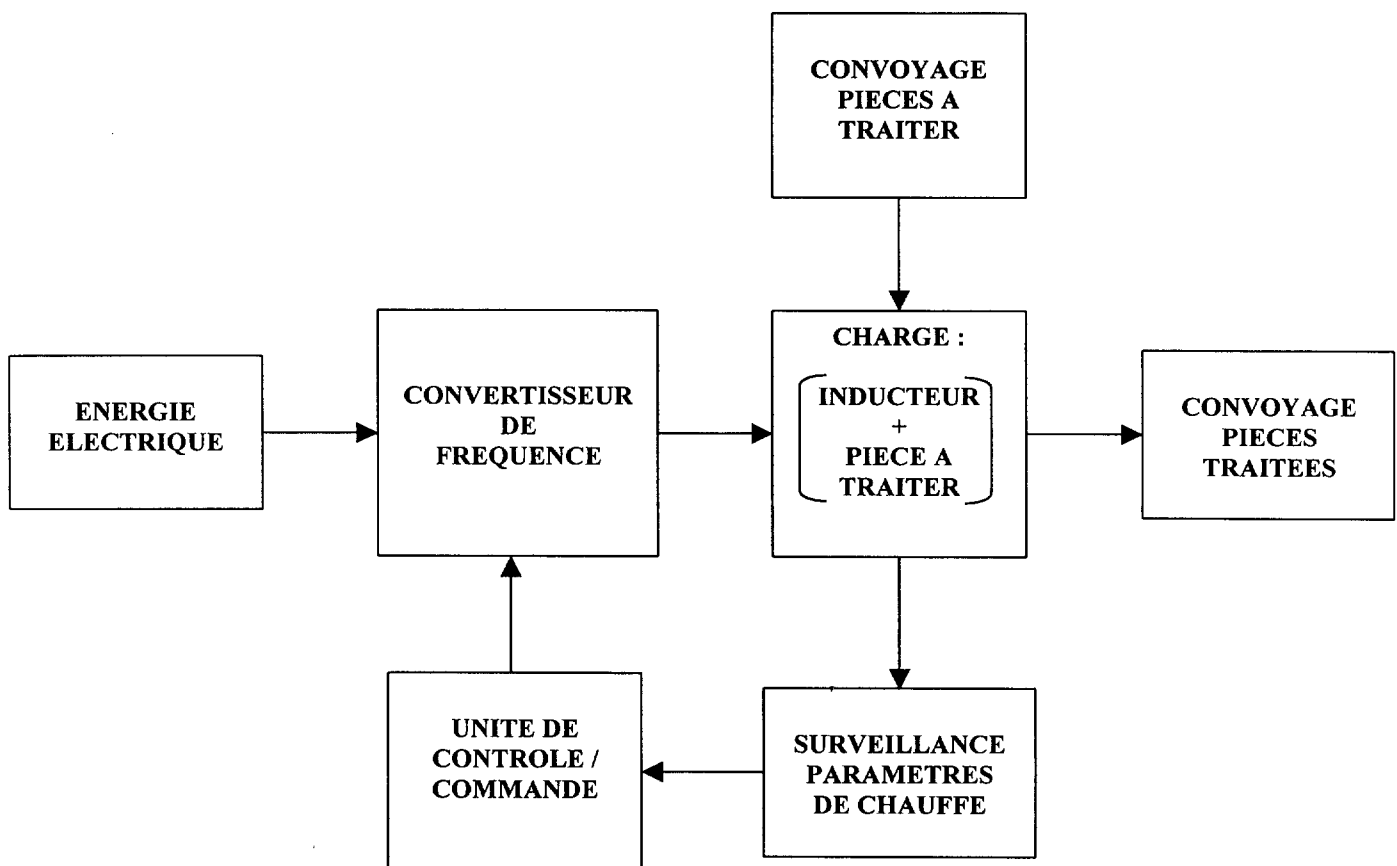 CONVOYAGE
PIECES A
TRAITER
ENERGIE
ELECTRIQUE
CONVERTISSEUR
DE
FREQUENCE
CHARGE :
INDUCTEUR
+
PIECE A
TRAITER
CONVOYAGE
PIECES
TRAITEES
UNITE DE
CONTROLE /
COMMANDE
SURVEILLANCE
PARAMETRES
DE CHAUFFE